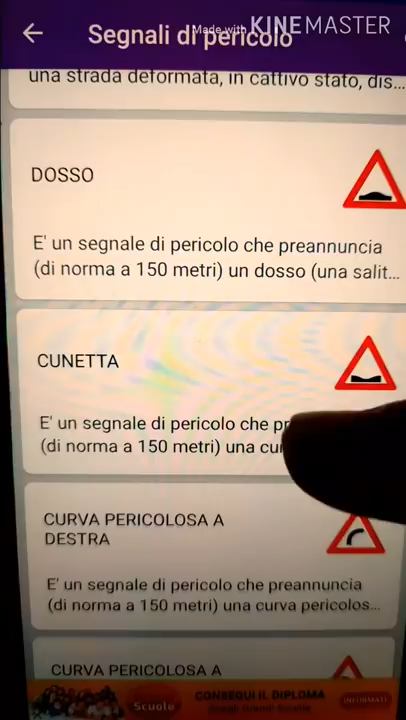 Segnali di pericolo
Made with KINEMASTER
una strada deformata, in cattivo stato, dis...
DOSSO
E' un segnale di pericolo che preannuncia
(di norma a 150 metri) un dosso (una salit...
CUNETTA
E' un segnale di pericolo che pr
(di norma a 150 metri) una cu
CURVA PERICOLOSA A
DESTRA
E' un segnale di pericolo che preannuncia
(di norma a 150 metri) una curva pericolos...
CURVA PERICOLOSA A
Scuola
CONSEGUI IL DIPLOMA
INFORMATI